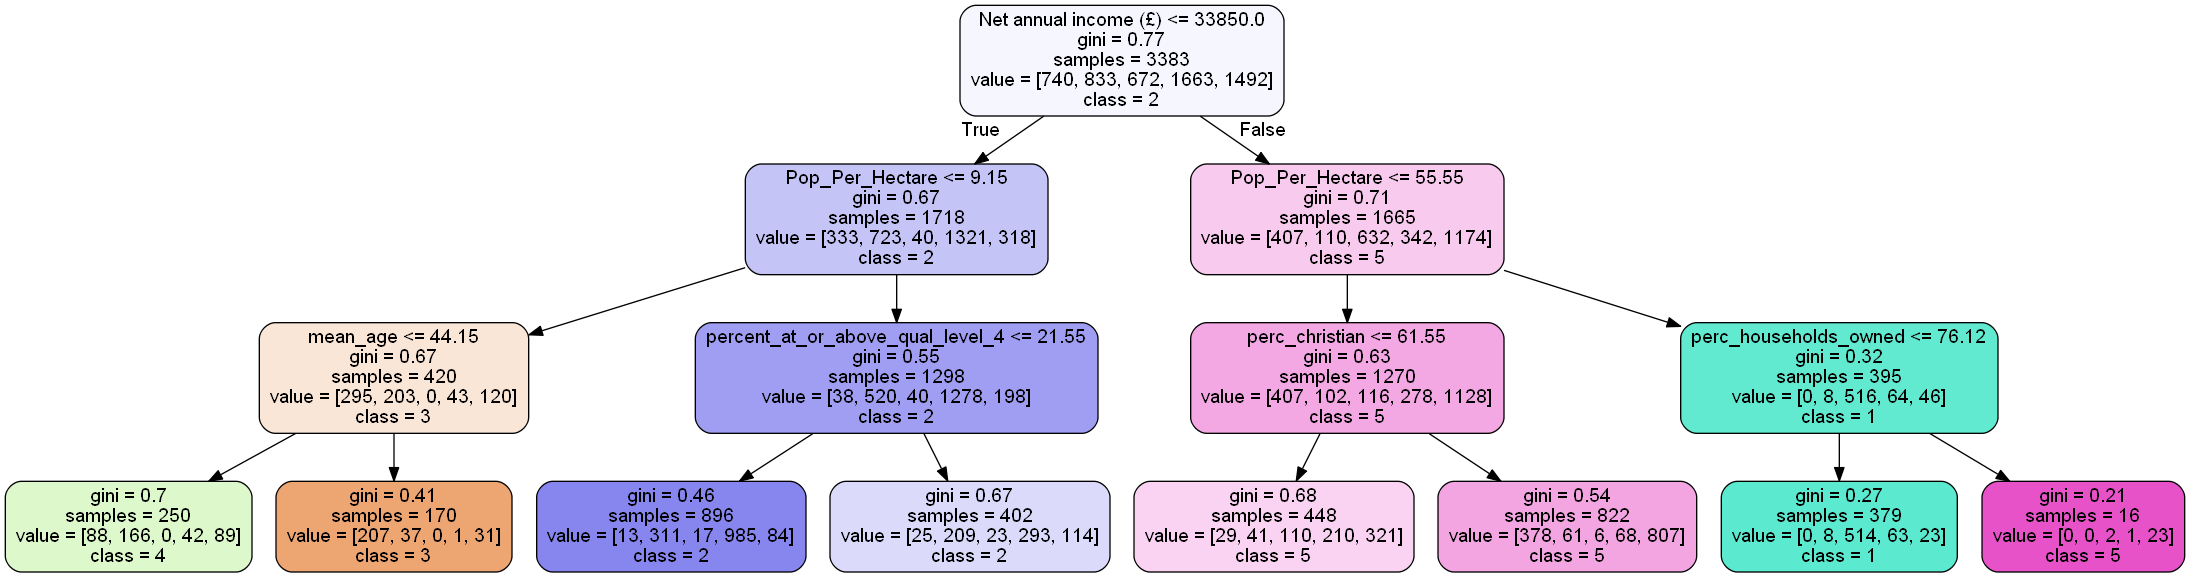 Net annual income (£) <= 33850.0
gini = 0.77
samples = 3383
value = [740, 833, 672, 1663, 1492]
class = 2
True
False
Pop_Per_Hectare <= 9.15
gini = 0.67
samples = 1718
value = [333, 723, 40, 1321, 318]
class = 2
Pop_Per_Hectare <= 55.55
gini = 0.71
samples = 1665
value = [407, 110, 632, 342, 1174]
class = 5
mean_age <= 44.15
gini = 0.67
samples = 420
value = [295, 203, 0, 43, 120]
class = 3
percent_at_or_above_qual_level_4 <= 21.55
gini = 0.55
samples = 1298
value = [38, 520, 40, 1278, 198]
class = 2
perc_christian <= 61.55
gini = 0.63
samples = 1270
value = [407, 102, 116, 278, 1128]
class = 5
perc_households_owned <= 76.12
gini = 0.32
samples = 395
value = [0, 8, 516, 64, 46]
class = 1
gini = 0.7
samples = 250
value = [88, 166, 0, 42, 89]
class = 4
gini = 0.41
samples = 170
value = [207, 37, 0, 1, 31]
class = 3
gini = 0.46
samples = 896
value = [13, 311, 17, 985, 84]
class = 2
gini = 0.67
samples = 402
value = [25, 209, 23, 293, 114]
class = 2
gini = 0.68
samples = 448
value = [29, 41, 110, 210, 321]
class = 5
gini = 0.54
samples = 822
value = [378, 61, 6, 68, 807]
class = 5
gini = 0.27
samples = 379
value = [0, 8, 514, 63, 23]
class = 1
gini = 0.21
samples = 16
value = [0, 0, 2, 1, 23]
class = 5